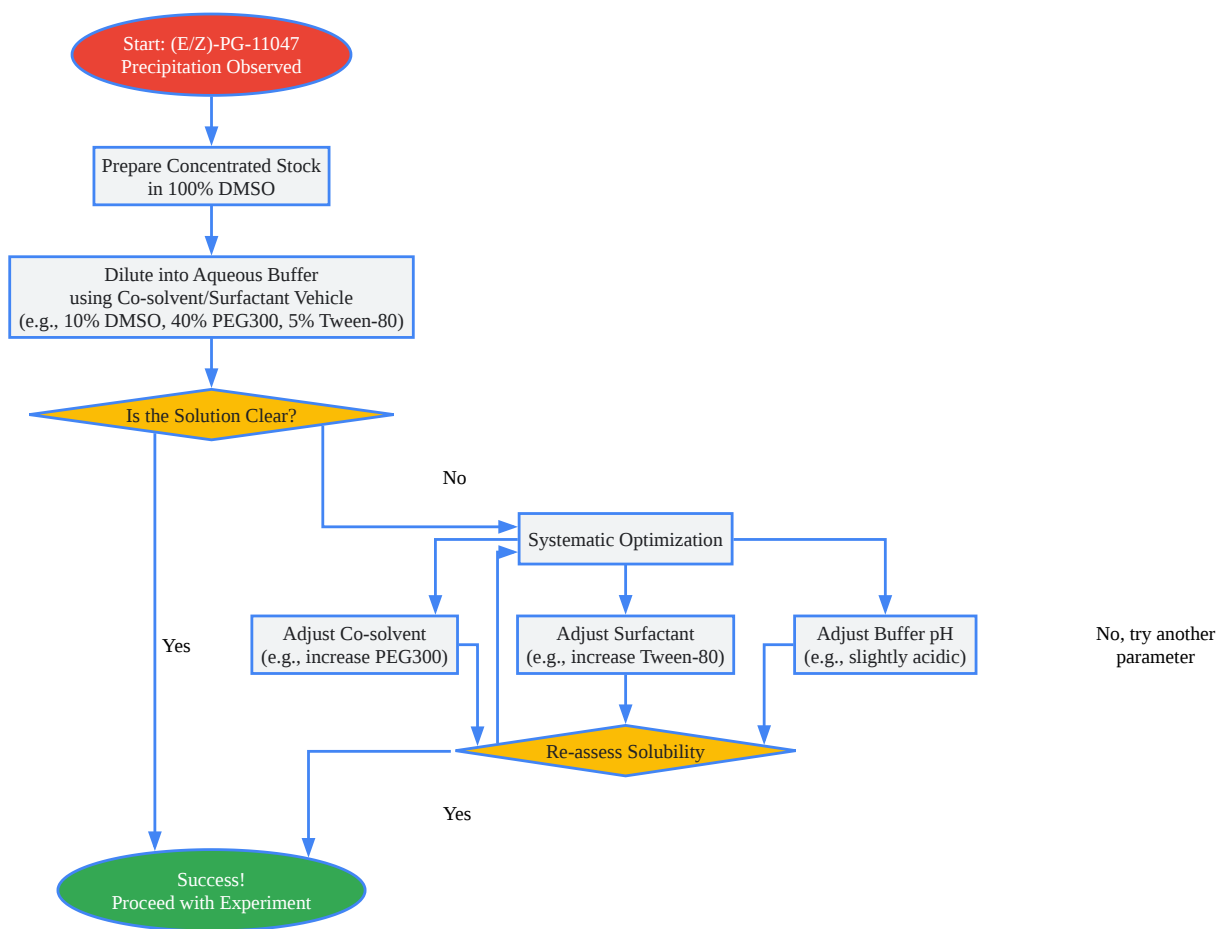 Start: (E/Z)-PG-11047
Precipitation Observed
Prepare Concentrated Stock
in 100% DMSO
Dilute into Aqueous Buffer
using Co-solvent/Surfactant Vehicle
(e.g., 10% DMSO, 40% PEG300, 5% Tween-80)
Is the Solution Clear?
No
Systematic Optimization
Yes
Adjust Co-solvent
(e.g., increase PEG300)
Adjust Surfactant
(e.g., increase Tween-80)
Adjust Buffer pH
(e.g., slightly acidic)
No, try another
parameter
Re-assess Solubility
Yes
Success!
Proceed with Experiment